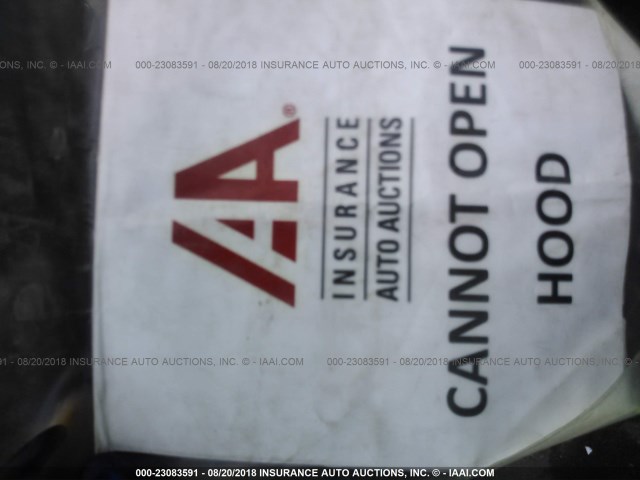 IAA®
INSURANCE
AUTO AUCTIONS
CANNOT OPEN
HOOD
000-23083591 - 08/20/2018 INSURANCE AUTO AUCTIONS, INC. © - IAAI.COM